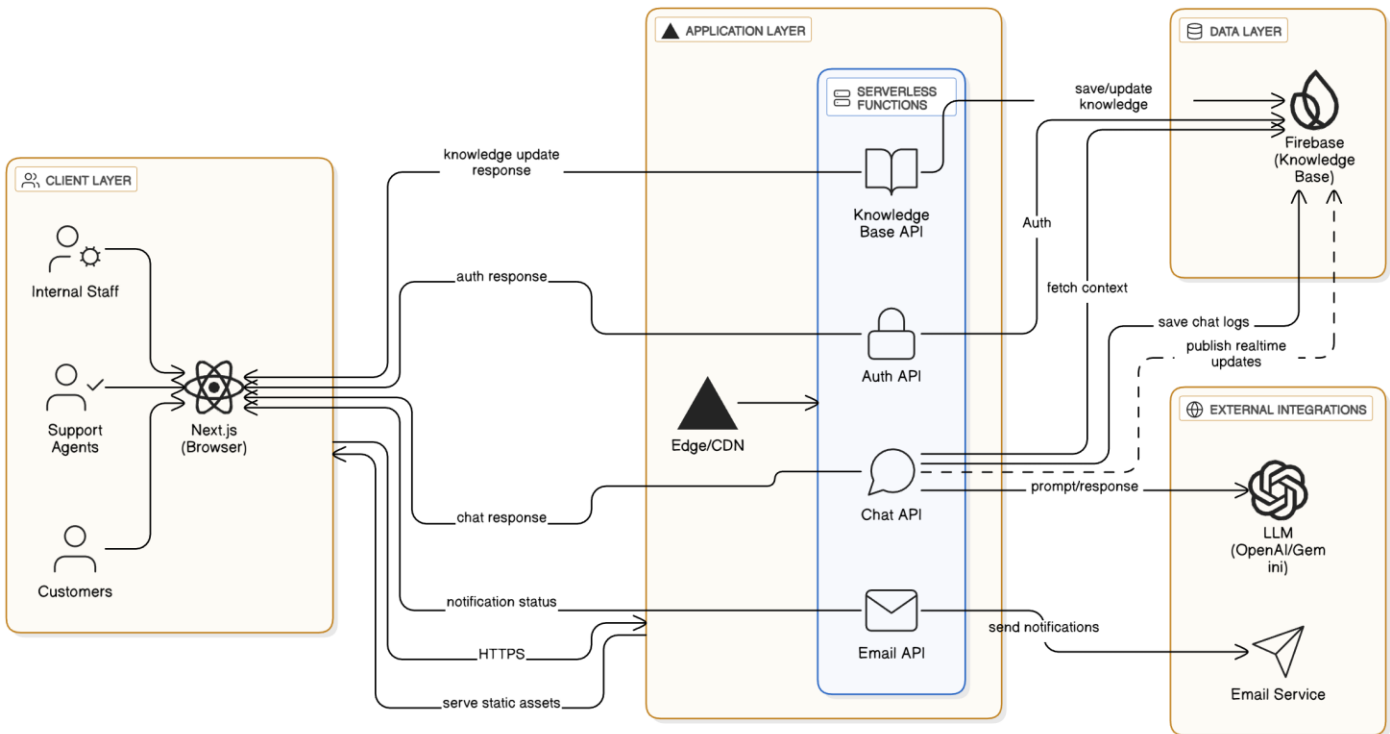 CLIENT LAYER
Internal Staff
Support
Agents
Customers
Next.js
(Browser)
knowledge update
response
auth response
chat response
notification status
HTTPS
serve static assets
APPLICATION LAYER
Edge/CDN
SERVERLESS
FUNCTIONS
Knowledge
Base API
Auth API
Chat API
Email API
save/update
knowledge
Auth
fetch context
save chat logs
publish realtime
updates
prompt/response
send notifications
DATA LAYER
Firebase
(Knowledge
Base)
EXTERNAL INTEGRATIONS
LLM
(OpenAI/Gem
ini)
Email Service